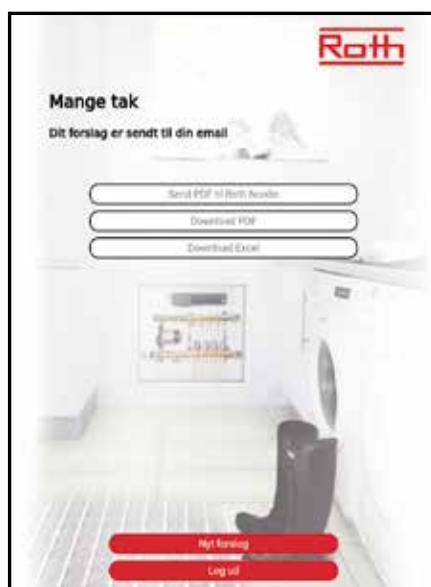 Roth
Mange tak
Dit forslag er sendt til din email
Send PDF til Roth Nordic
Download PDF
Download Excel
Nyt forslag
Log ud